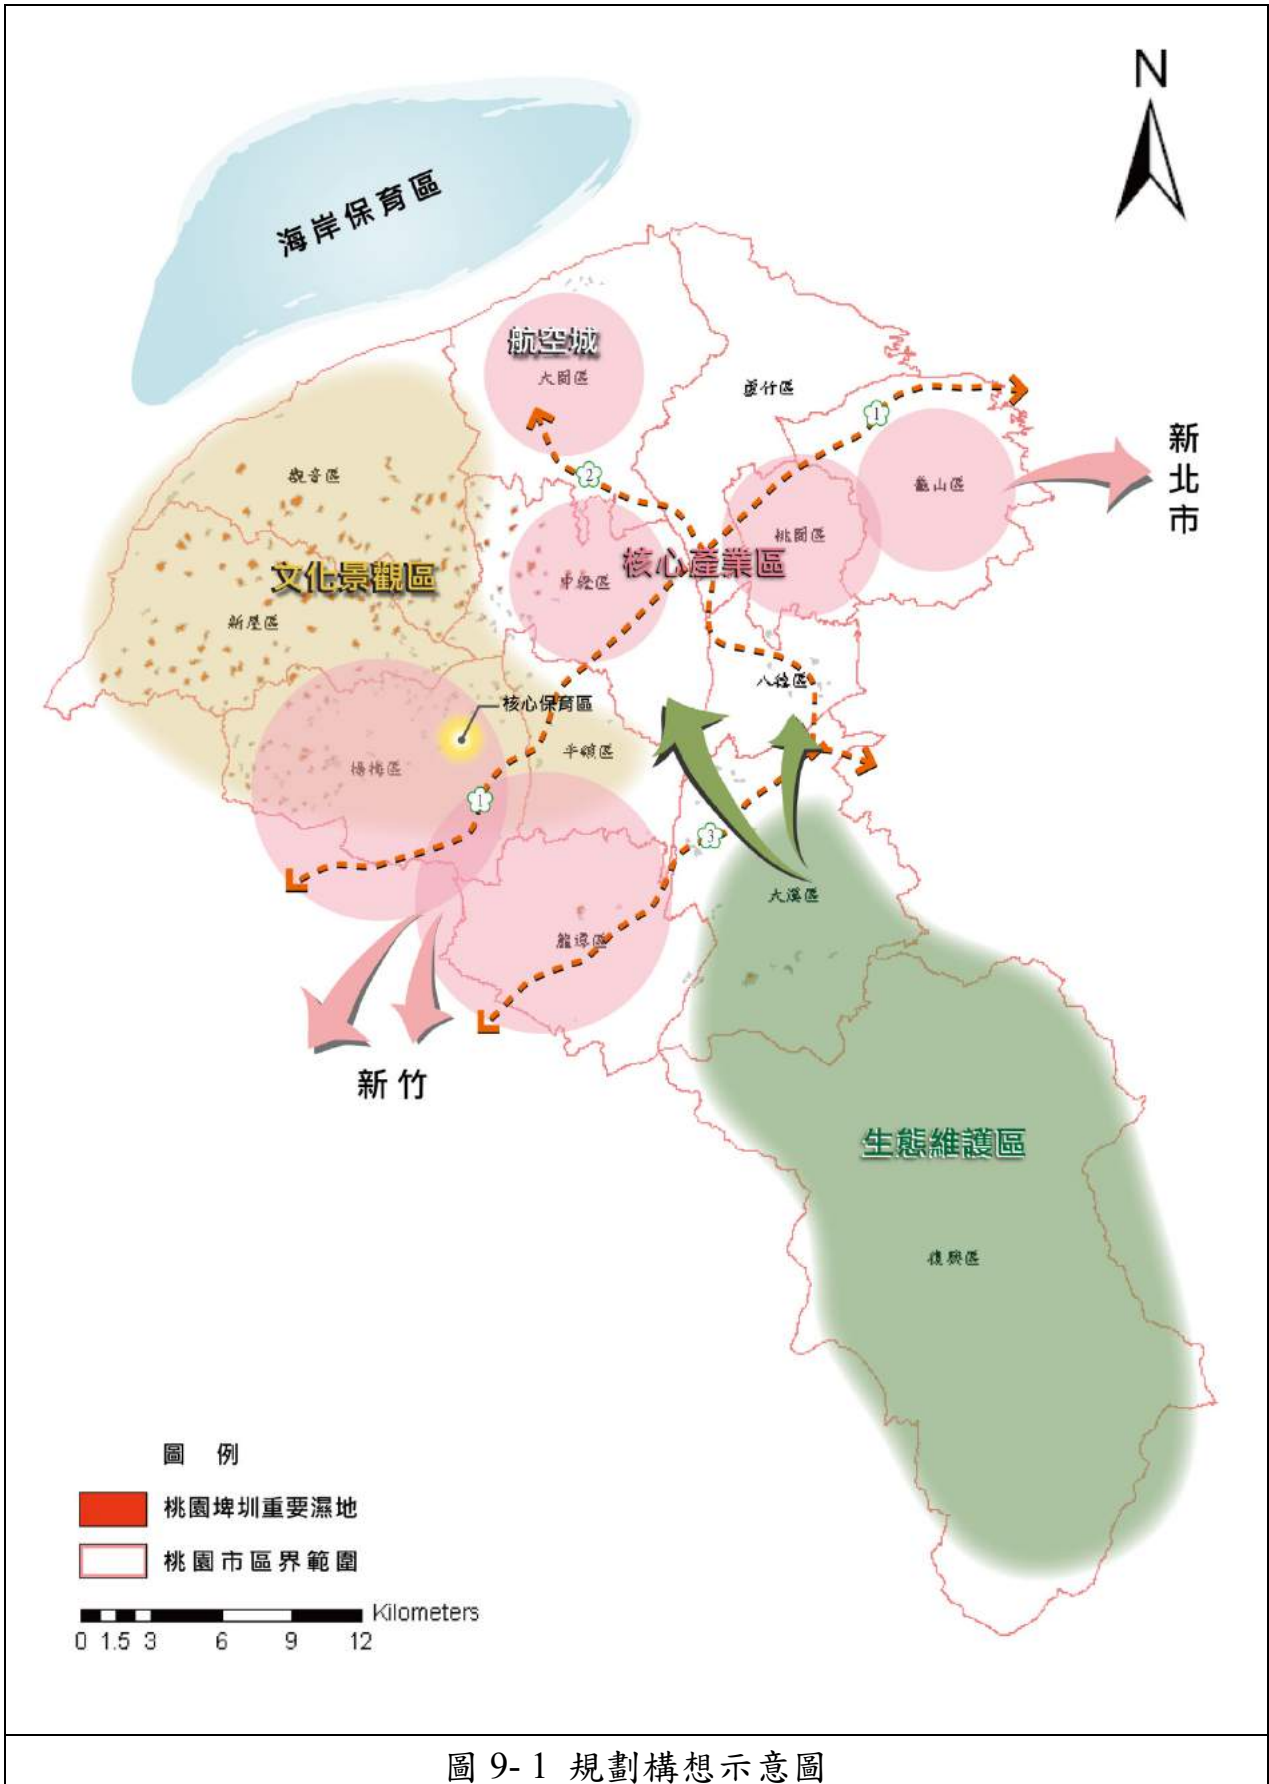 N
海岸保育區
航空城
大園區
蘆竹區
1
新北市
觀音區
2
龜山區
桃園區
核心產業區
文化景觀區
中壢區
新屋區
八德區
核心保育區
平鎮區
楊梅區
1
3
大溪區
龍潭區
新竹
生態維護區
復興區
圖 例
桃園埤圳重要濕地
桃園市區界範圍
Kilometers
0 1.5 3 6 9 12
圖 9- 1 規劃構想示意圖